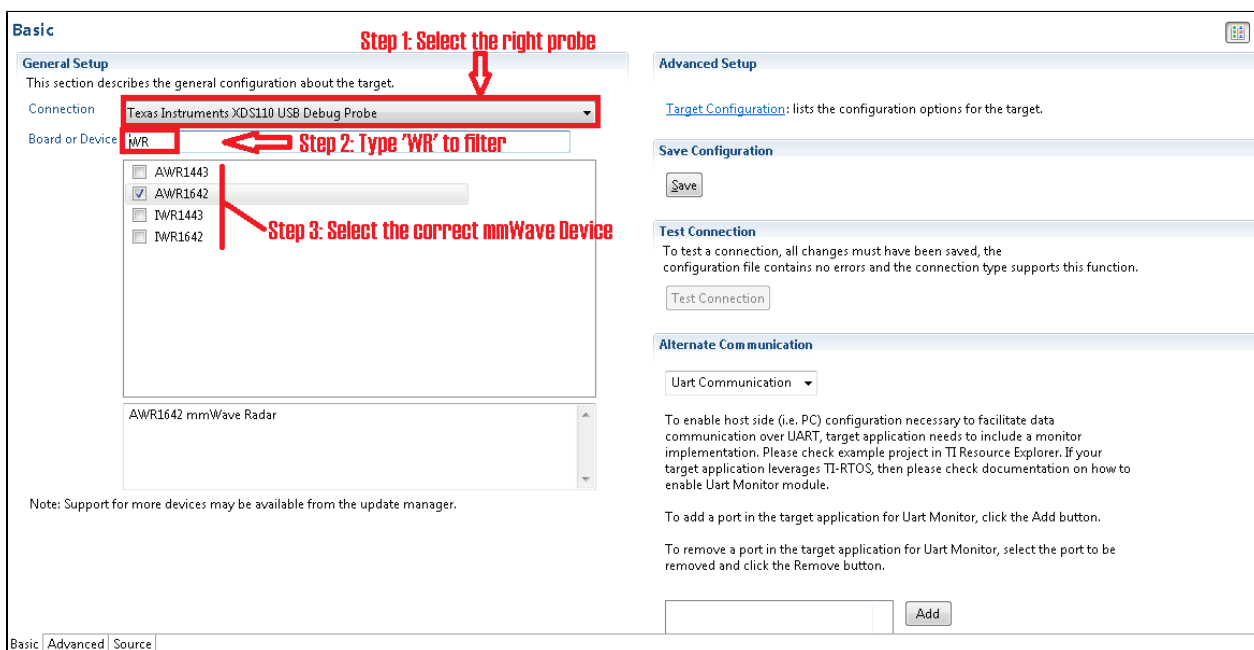 Basic
Step 1: Select the right probe
General Setup
This section describes the general configuration about the target.
Connection
Texas Instruments XDS110 USB Debug Probe
Board or Device
WR
Step 2: Type 'WR' to filter
AWR1443
AWR1642
IWR1443
IWR1642
Step 3: Select the correct mmWave Device
AWR1642 mmWave Radar
Note: Support for more devices may be available from the update manager.
Advanced Setup
Target Configuration: lists the configuration options for the target.
Save Configuration
Save
Test Connection
To test a connection, all changes must have been saved, the
configuration file contains no errors and the connection type supports this function.
Test Connection
Alternate Communication
Uart Communication
To enable host side (i.e. PC) configuration necessary to facilitate data
communication over UART, target application needs to include a monitor
implementation. Please check example project in TI Resource Explorer. If your
target application leverages TI-RTOS, then please check documentation on how to
enable Uart Monitor module.
To add a port in the target application for Uart Monitor, click the Add button.
To remove a port in the target application for Uart Monitor, select the port to be
removed and click the Remove button.
Add
Basic Advanced Source